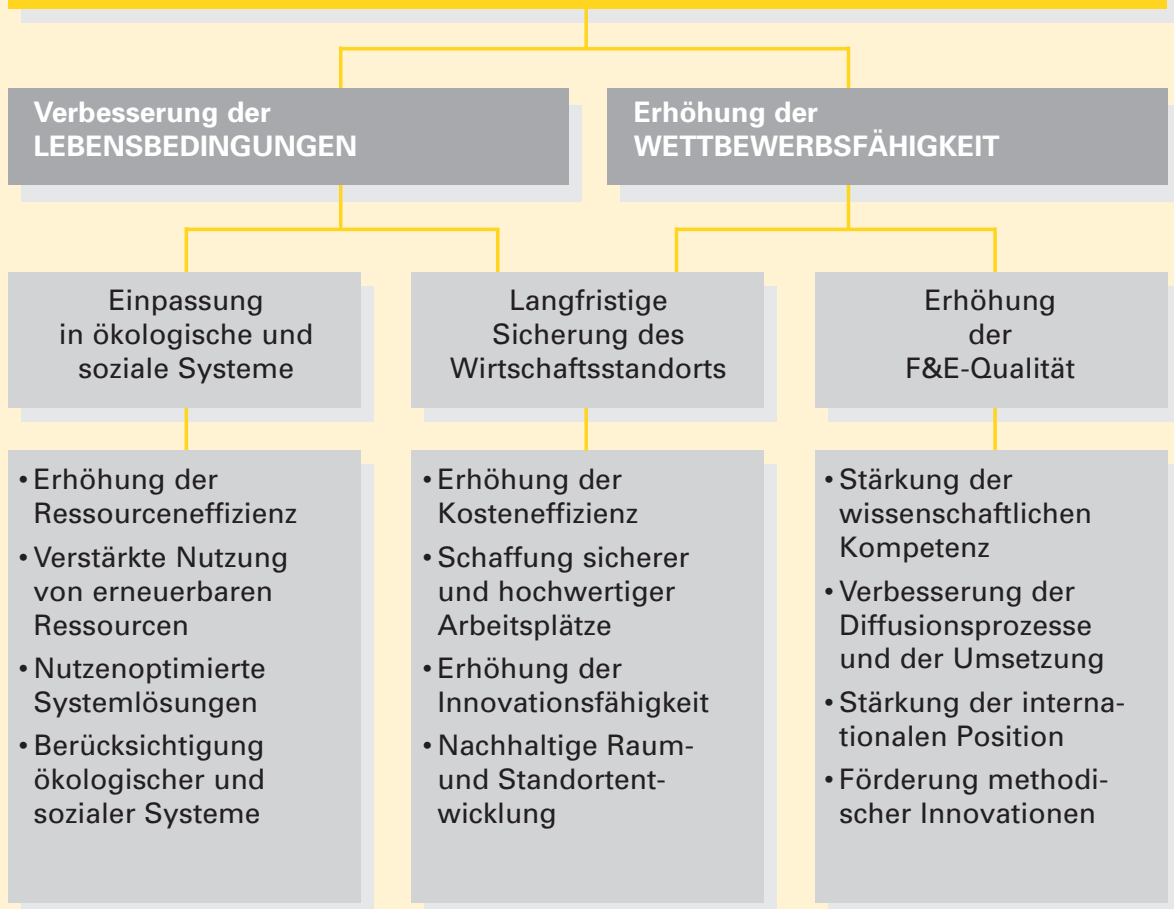 Verbesserung der
LEBENSBEDINGUNGEN
Erhöhung der
WETTBEWERBSFÄHIGKEIT
Einpassung
in ökologische und
soziale Systeme
Langfristige
Sicherung des
Wirtschaftsstandorts
Erhöhung
der
F&E-Qualität
• Erhöhung der
Ressourceneffizienz
• Verstärkte Nutzung
von erneuerbaren
Ressourcen
• Nutzenoptimierte
Systemlösungen
• Berücksichtigung
ökologischer und
sozialer Systeme
• Erhöhung der
Kosteneffizienz
• Schaffung sicherer
und hochwertiger
Arbeitsplätze
• Erhöhung der
Innovationsfähigkeit
• Nachhaltige Raum-
und Standortent-
wicklung
• Stärkung der
wissenschaftlichen
Kompetenz
• Verbesserung der
Diffusionsprozesse
und der Umsetzung
• Stärkung der interna-
tionalen Position
• Förderung methodi-
scher Innovationen